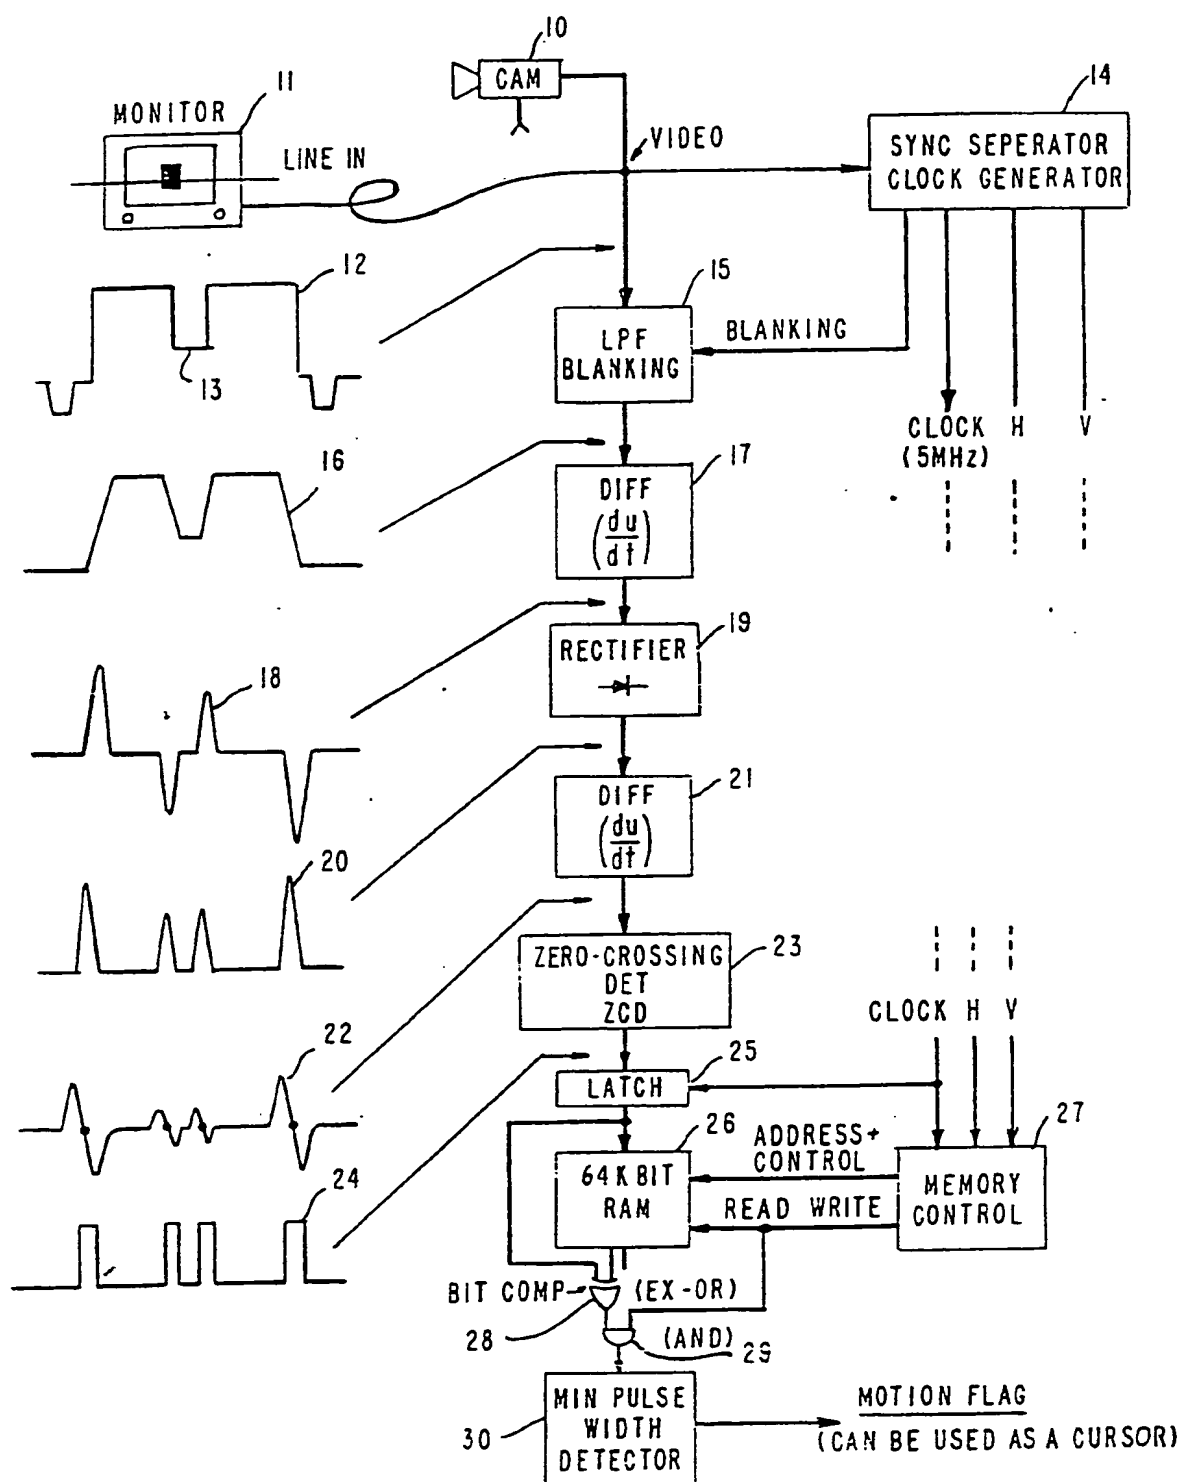 10
CAM
11
MONITOR
LINE IN
VIDEO
14
SYNC SEPERATOR
CLOCK GENERATOR
12
13
15
LPF
BLANKING
BLANKING
CLOCK H V
(5MHz)
16
17
DIFF
(du/dt)
18
19
RECTIFIER
20
21
DIFF
(du/dt)
22
23
ZERO-CROSSING
DET
ZCD
CLOCK H V
24
25
LATCH
26
64K BIT
RAM
ADDRESS+
CONTROL
READ WRITE
27
MEMORY
CONTROL
BIT COMP
(EX-OR)
28
(AND)
29
30
MIN PULSE
WIDTH
DETECTOR
MOTION FLAG
(CAN BE USED AS A CURSOR)